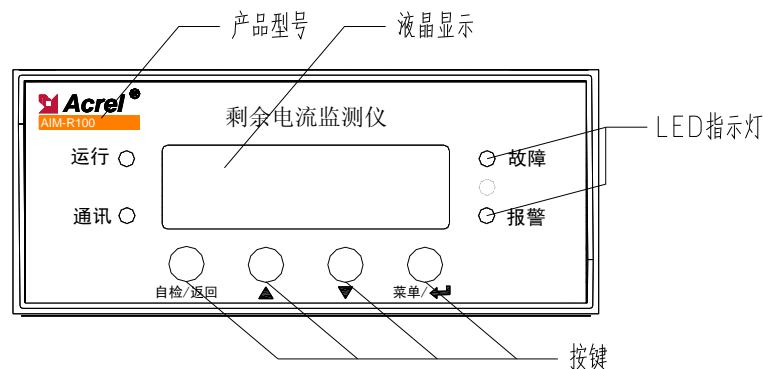 产品型号
液晶显示
Acrel®
AIM-R100
剩余电流监测仪
LED指示灯
运行
故障
通讯
报警
自检/返回
菜单/
按键